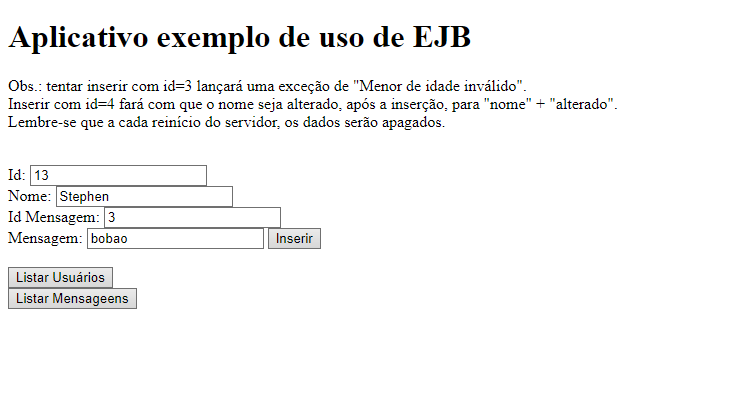 Aplicativo exemplo de uso de EJB
Obs.: tentar inserir com id=3 lançará uma exceção de "Menor de idade inválido".
Inserir com id=4 fará com que o nome seja alterado, após a inserção, para "nome" + "alterado".
Lembre-se que a cada reinício do servidor, os dados serão apagados.
Id: 13
Nome: Stephen
Id Mensagem: 3
Mensagem: bobao Inserir
Listar Usuários
Listar Mensageens